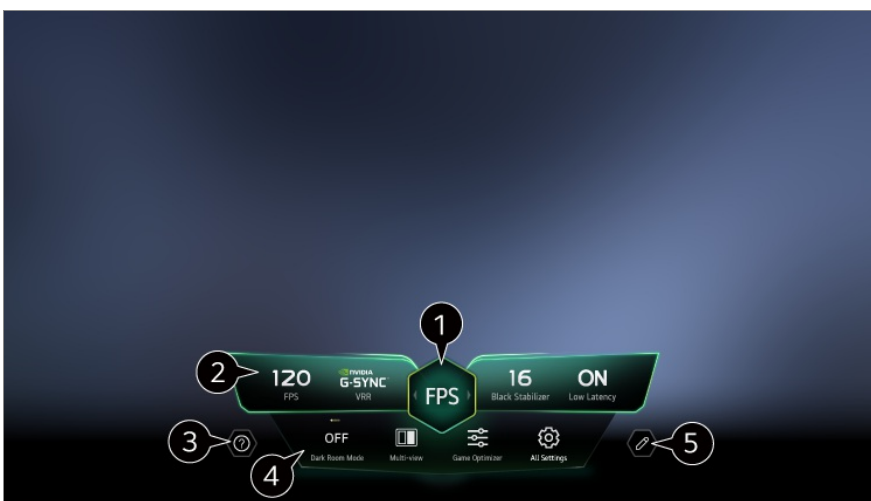 1
2
120
NVIDIA
G-SYNC
FPS
VRR
FPS
16
ON
Black Stabilizer
Low Latency
3
4
OFF
Dark Room Mode
Multi-view
Game Optimizer
All Settings
5